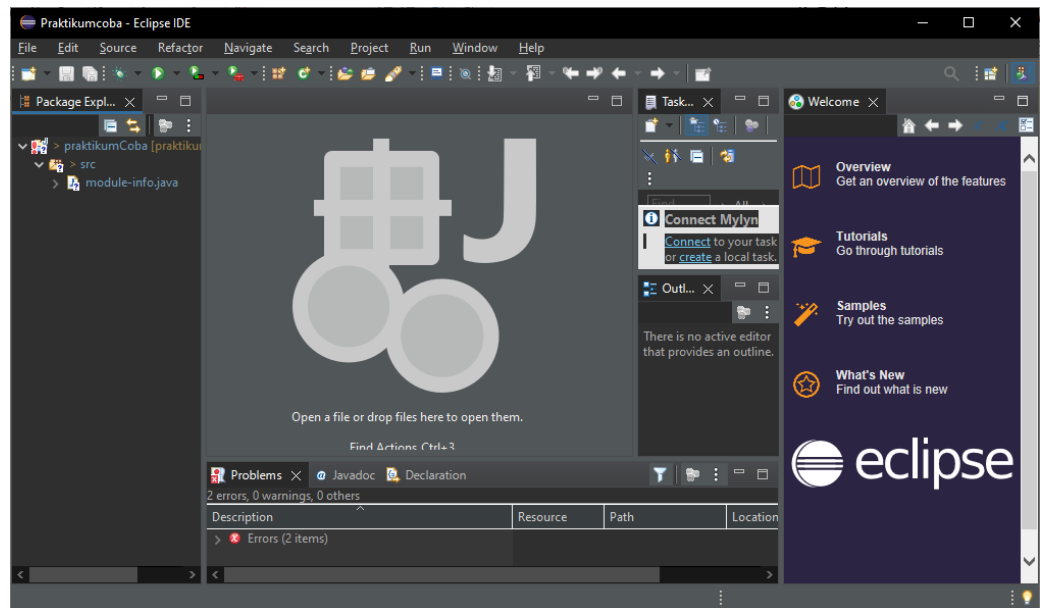 Praktikumcoba - Eclipse IDE
File Edit Source Refactor Navigate Search Project Run Window Help
Package Expl...
> praktikumCoba [praktiku
> src
module-info.java
Open a file or drop files here to open them.
Find Actions Ctrl+3
Task...
Find
All
Connect Mylyn
Connect to your task
or create a local task.
Outl...
There is no active editor
that provides an outline.
Welcome
Overview
Get an overview of the features
Tutorials
Go through tutorials
Samples
Try out the samples
What's New
Find out what is new
eclipse
Problems @ Javadoc Declaration
2 errors, 0 warnings, 0 others
Description Resource Path Location
Errors (2 items)